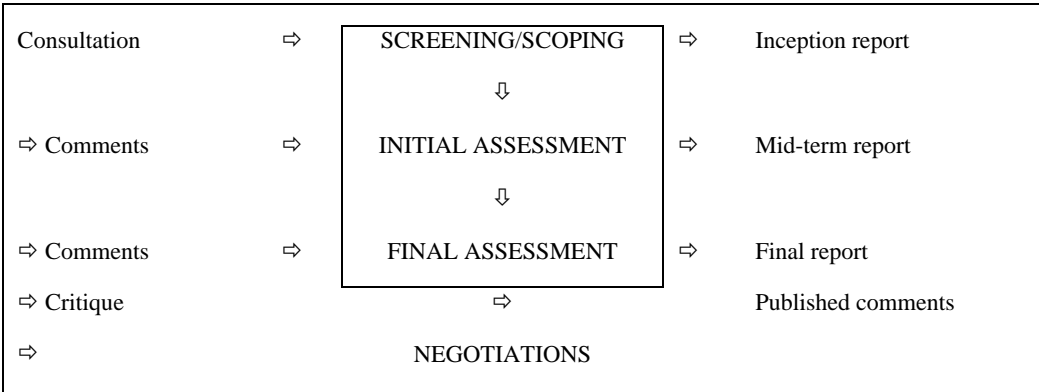 Consultation ⇨ SCREENING/SCOPING ⇨ Inception report
⇩
⇨ Comments ⇨ INITIAL ASSESSMENT ⇨ Mid-term report
⇩
⇨ Comments ⇨ FINAL ASSESSMENT ⇨ Final report
⇨ Critique ⇨ Published comments
⇨ NEGOTIATIONS